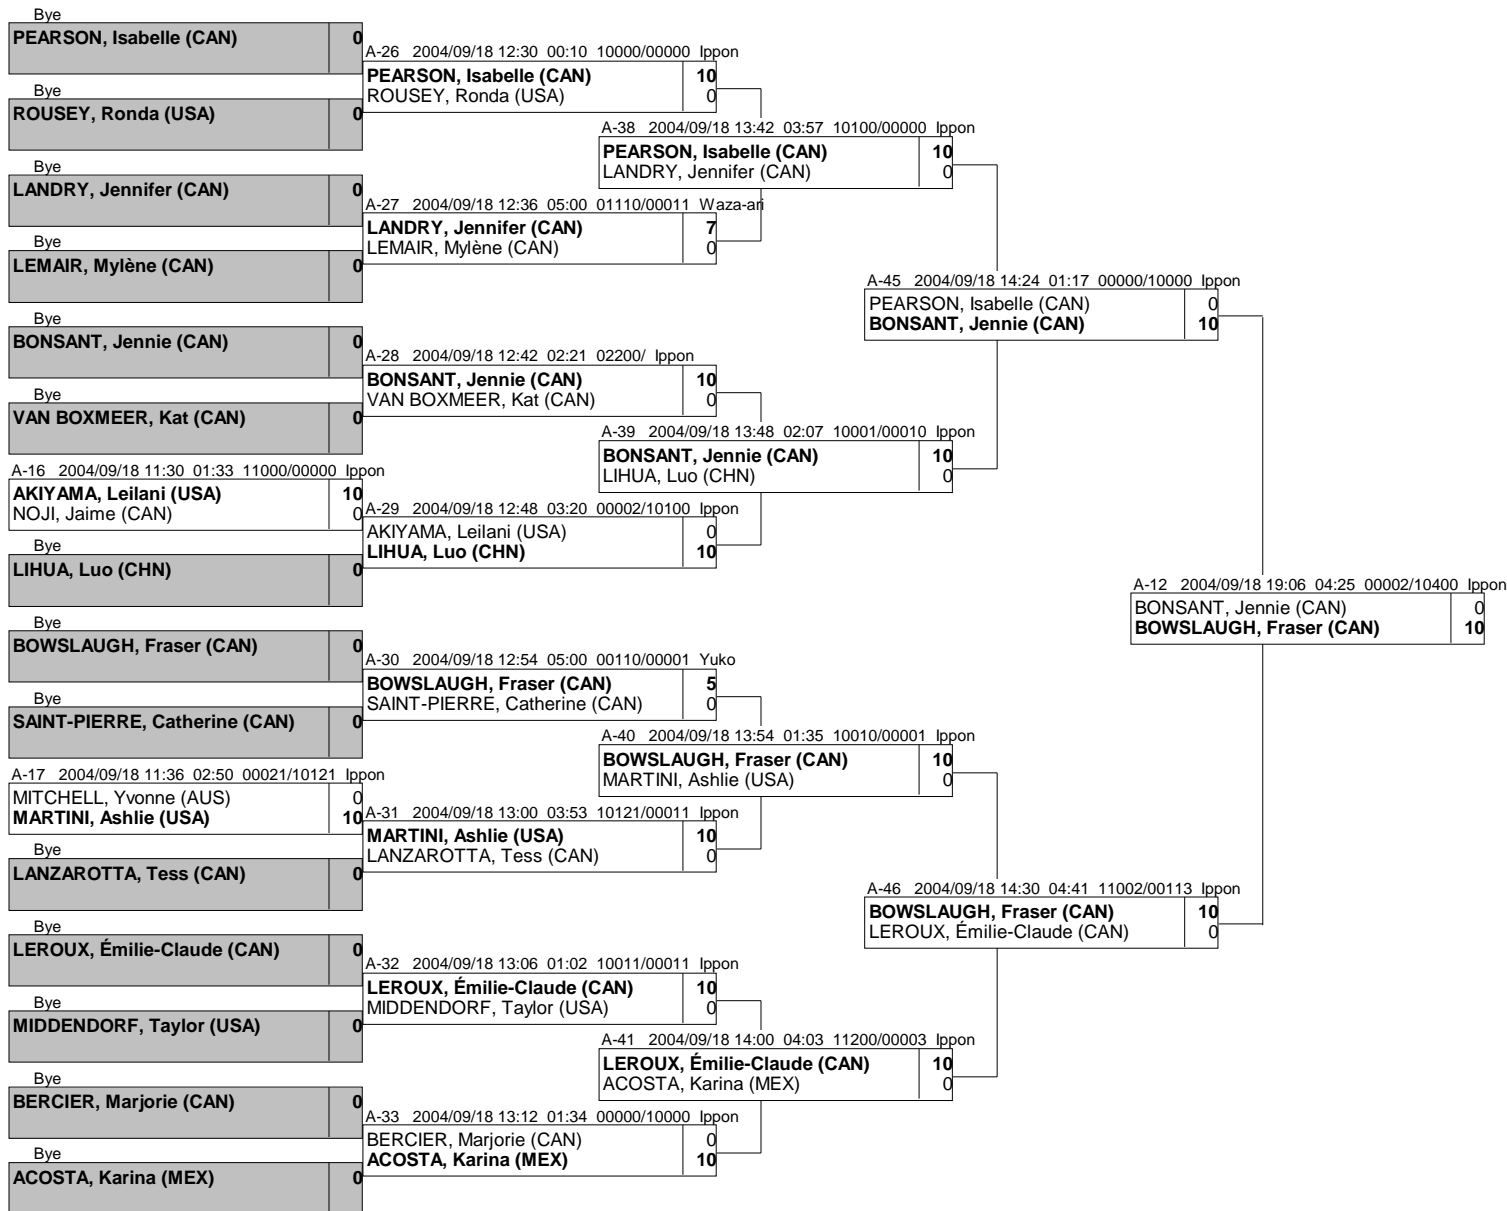 Bye
PEARSON, Isabelle (CAN) 0
Bye
ROUSEY, Ronda (USA) 0
Bye
LANDRY, Jennifer (CAN) 0
Bye
LEMAIR, Mylène (CAN) 0
Bye
BONSANT, Jennie (CAN) 0
Bye
VAN BOXMEER, Kat (CAN) 0
A-16 2004/09/18 11:30 01:33 11000/00000 Ippon
AKIYAMA, Leilani (USA) 10
NOJI, Jaime (CAN) 0
Bye
LIHUA, Luo (CHN) 0
Bye
BOWSLAUGH, Fraser (CAN) 0
Bye
SAINT-PIERRE, Catherine (CAN) 0
A-17 2004/09/18 11:36 02:50 00021/10121 Ippon
MITCHELL, Yvonne (AUS) 0
MARTINI, Ashlie (USA) 10
Bye
LANZAROTTA, Tess (CAN) 0
Bye
LEROUX, Émilie-Claude (CAN) 0
Bye
MIDDENDORF, Taylor (USA) 0
Bye
BERCIER, Marjorie (CAN) 0
Bye
ACOSTA, Karina (MEX) 0
A-26 2004/09/18 12:30 00:10 10000/00000 Ippon
PEARSON, Isabelle (CAN) 10
ROUSEY, Ronda (USA) 0
A-27 2004/09/18 12:36 05:00 01110/00011 Waza-ari
LANDRY, Jennifer (CAN) 7
LEMAIR, Mylène (CAN) 0
A-28 2004/09/18 12:42 02:21 02200/ Ippon
BONSANT, Jennie (CAN) 10
VAN BOXMEER, Kat (CAN) 0
A-29 2004/09/18 12:48 03:20 00002/10100 Ippon
AKIYAMA, Leilani (USA) 0
LIHUA, Luo (CHN) 10
A-30 2004/09/18 12:54 05:00 00110/00001 Yuko
BOWSLAUGH, Fraser (CAN) 5
SAINT-PIERRE, Catherine (CAN) 0
A-31 2004/09/18 13:00 03:53 10121/00011 Ippon
MARTINI, Ashlie (USA) 10
LANZAROTTA, Tess (CAN) 0
A-32 2004/09/18 13:06 01:02 10011/00011 Ippon
LEROUX, Émilie-Claude (CAN) 10
MIDDENDORF, Taylor (USA) 0
A-33 2004/09/18 13:12 01:34 00000/10000 Ippon
BERCIER, Marjorie (CAN) 0
ACOSTA, Karina (MEX) 10
A-38 2004/09/18 13:42 03:57 10100/00000 Ippon
PEARSON, Isabelle (CAN) 10
LANDRY, Jennifer (CAN) 0
A-39 2004/09/18 13:48 02:07 10001/00010 Ippon
BONSANT, Jennie (CAN) 10
LIHUA, Luo (CHN) 0
A-40 2004/09/18 13:54 01:35 10010/00001 Ippon
BOWSLAUGH, Fraser (CAN) 10
MARTINI, Ashlie (USA) 0
A-41 2004/09/18 14:00 04:03 11200/00003 Ippon
LEROUX, Émilie-Claude (CAN) 10
ACOSTA, Karina (MEX) 0
A-45 2004/09/18 14:24 01:17 00000/10000 Ippon
PEARSON, Isabelle (CAN) 0
BONSANT, Jennie (CAN) 10
A-46 2004/09/18 14:30 04:41 11002/00113 Ippon
BOWSLAUGH, Fraser (CAN) 10
LEROUX, Émilie-Claude (CAN) 0
A-12 2004/09/18 19:06 04:25 00002/10400 Ippon
BONSANT, Jennie (CAN) 0
BOWSLAUGH, Fraser (CAN) 10